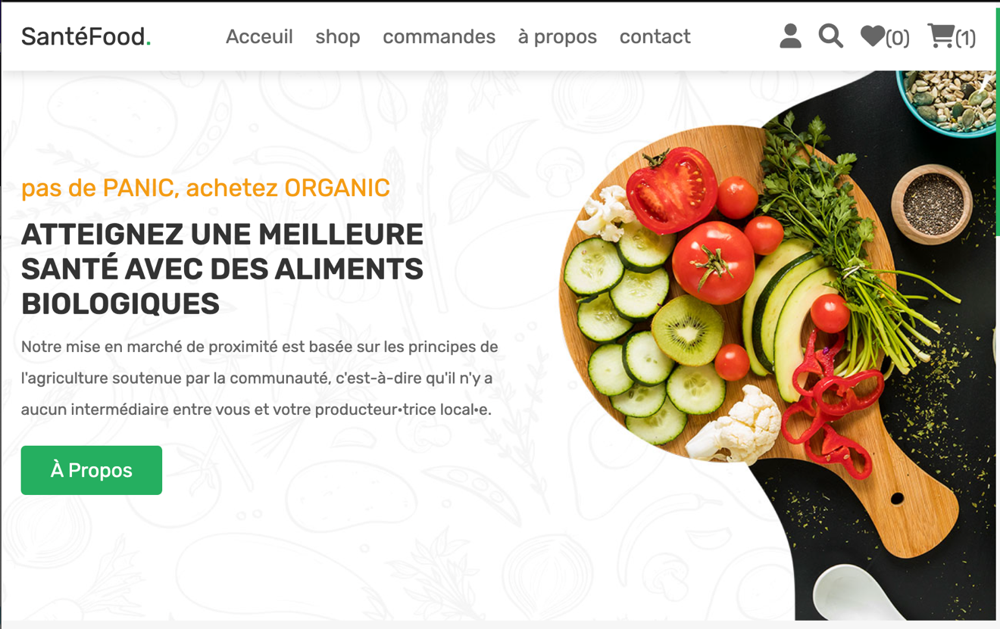 SantéFood.
Acceuil shop commandes à propos contact
(0) (1)
pas de PANIC, achetez ORGANIC
ATTEIGNEZ UNE MEILLEURE
SANTÉ AVEC DES ALIMENTS
BIOLOGIQUES
Notre mise en marché de proximité est basée sur les principes de
l'agriculture soutenue par la communauté, c'est-à-dire qu'il n'y a
aucun intermédiaire entre vous et votre producteur•trice local•e.
À Propos